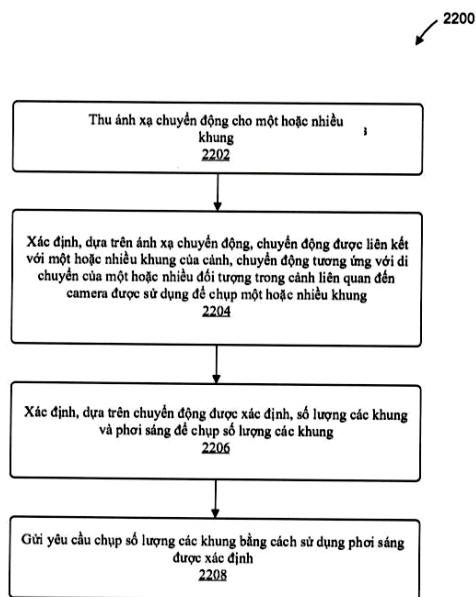 2200
Thu ánh xạ chuyển động cho một hoặc nhiều
khung
2202
Xác định, dựa trên ánh xạ chuyển động, chuyển động được liên kết
với một hoặc nhiều khung của cảnh, chuyển động tương ứng với di
chuyển của một hoặc nhiều đối tượng trong cảnh liên quan đến
camera được sử dụng để chụp một hoặc nhiều khung
2204
Xác định, dựa trên chuyển động được xác định, số lượng các khung
và phơi sáng để chụp số lượng các khung
2206
Gửi yêu cầu chụp số lượng các khung bằng cách sử dụng phơi sáng
được xác định
2208